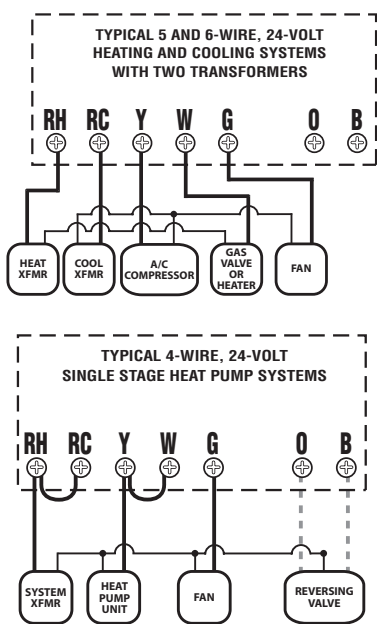 TYPICAL 5 AND 6-WIRE, 24-VOLT
HEATING AND COOLING SYSTEMS
WITH TWO TRANSFORMERS
RH RC Y W G O B
HEAT
XFMR
COOL
XFMR
A/C
COMPRESSOR
GAS
VALVE
OR
HEATER
FAN
TYPICAL 4-WIRE, 24-VOLT
SINGLE STAGE HEAT PUMP SYSTEMS
RH RC Y W G O B
SYSTEM
XFMR
HEAT
PUMP
UNIT
FAN
REVERSING
VALVE